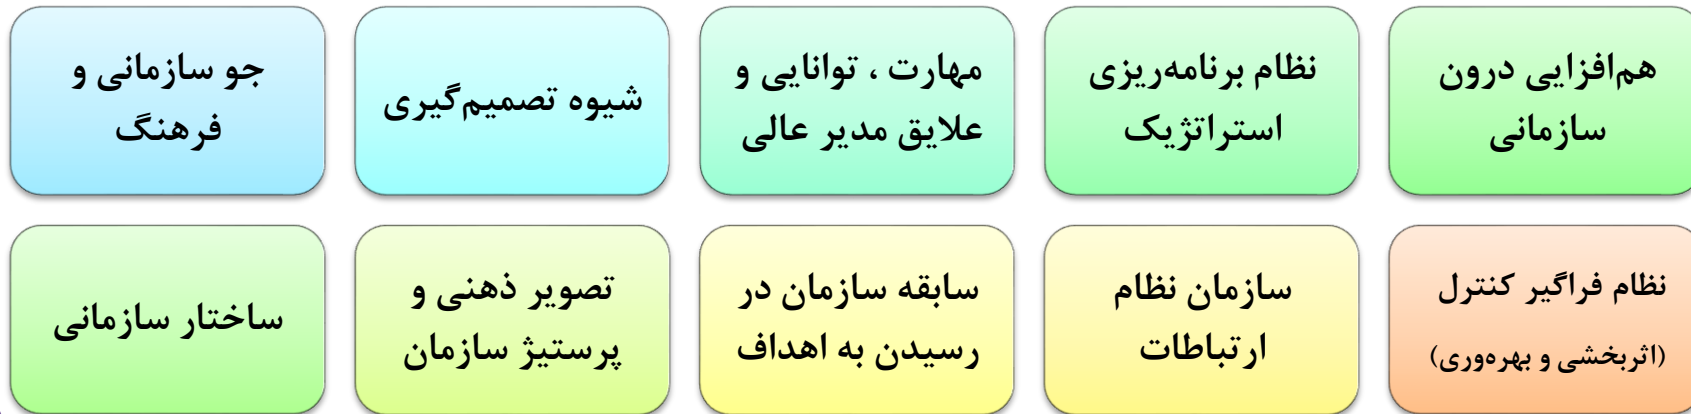 هم‌افزایی درون
سازمانی
نظام برنامه‌ریزی
استراتژیک
مهارت ، توانایی و
علایق مدیر عالی
شیوه تصمیم‌گیری
جو سازمانی و
فرهنگ
نظام فراگیر کنترل
(اثربخشی و بهره‌وری)
سازمان نظام
ارتباطات
سابقه سازمان در
رسیدن به اهداف
تصویر ذهنی و
پرستیژ سازمان
ساختار سازمانی